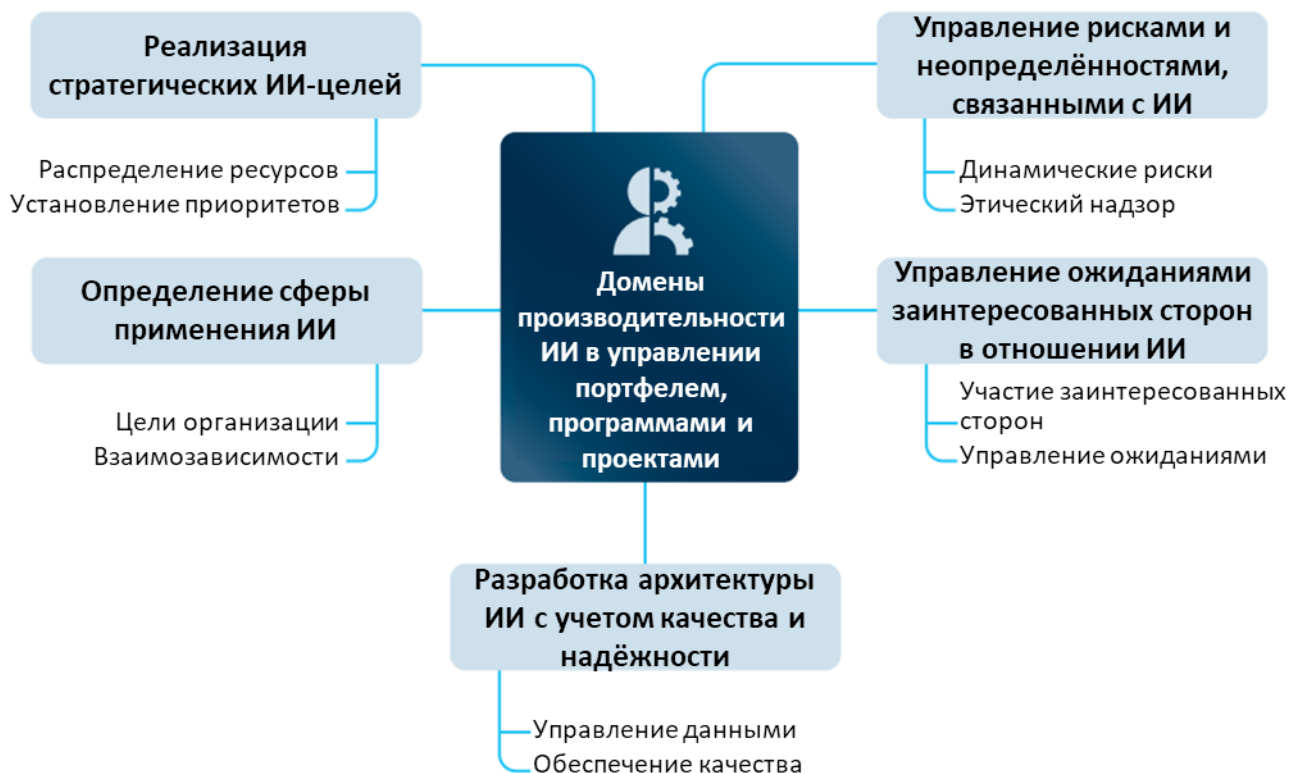 Реализация
стратегических ИИ-целей
Распределение ресурсов
Установление приоритетов
Определение сферы
применения ИИ
Цели организации
Взаимозависимости
Домены
производительности
ИИ в управлении
портфелем,
программами и
проектами
Управление рисками и
неопределённостями,
связанными с ИИ
Динамические риски
Этический надзор
Управление ожиданиями
заинтересованных сторон
в отношении ИИ
Участие заинтересованных
сторон
Управление ожиданиями
Разработка архитектуры
ИИ с учетом качества и
надёжности
Управление данными
Обеспечение качества